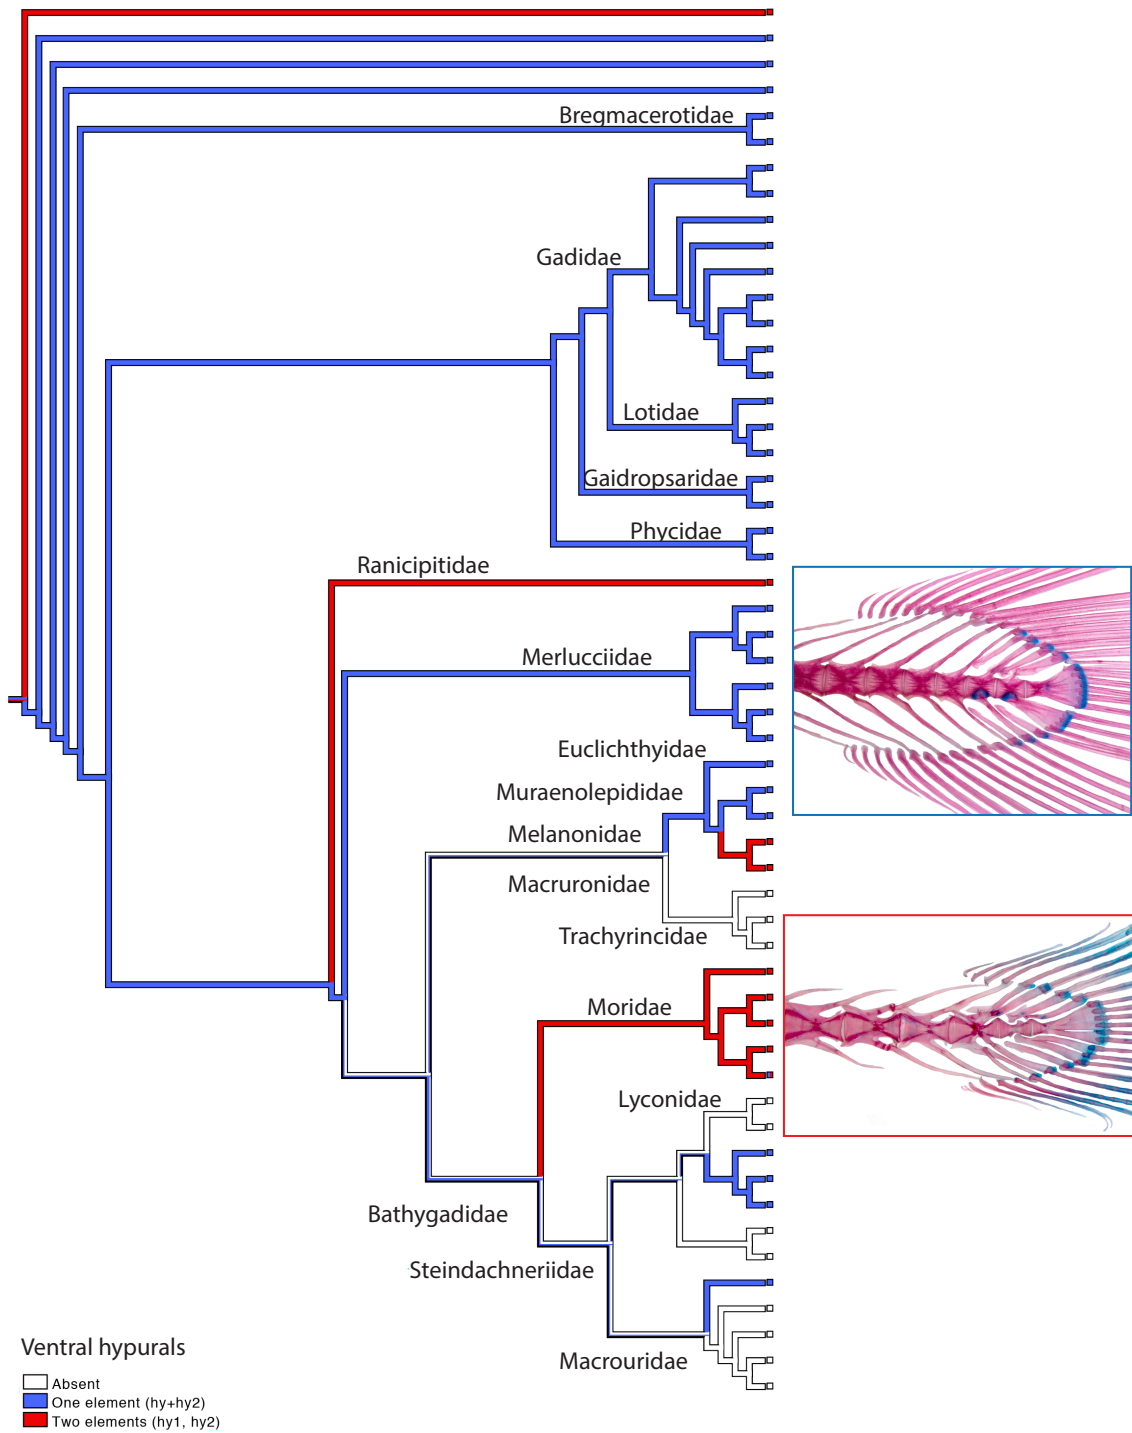 Bregmacerotidae
Gadidae
Lotidae
Gaidropsaridae
Phycidae
Ranicipitidae
Merlucciidae
Euclichthyidae
Muraenolepididae
Melanonidae
Macruronidae
Trachyrincidae
Moridae
Lyconidae
Bathygadidae
Steindachneriidae
Macrouridae
Ventral hypurals
Absent
One element (hy+hy2)
Two elements (hy1, hy2)